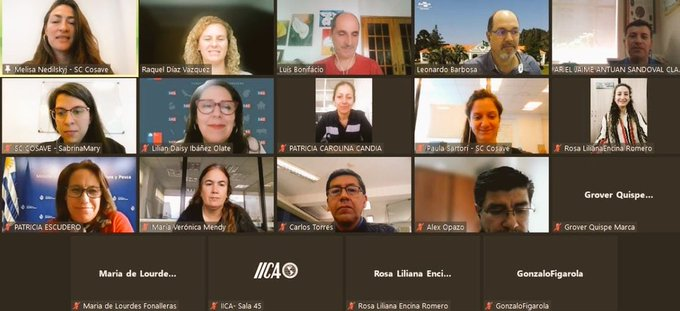 Melisa Nedilskyj - SC Cosave
Raquel Díaz Vazquez
Luis Bonifácio
Leonardo Barbosa
ARIEL JAIME ANTUAN SANDOVAL CLA...
SC COSAVE - SabrinaMary
Lilian Daisy Ibáñez Olate
PATRICIA CAROLINA CANDIA
Paula Sartori - SC Cosave
Rosa LilianaEncina Romero
PATRICIA ESCUDERO
María Verónica Mendy
Carlos Torres
Alex Opazo
Grover Quispe...
Grover Quispe Marca
Maria de Lourde...
IICA
Rosa Liliana Enci...
GonzaloFigarola
Maria de Lourdes Fonalleras
IICA- Sala 45
Rosa Liliana Encina Romero
GonzaloFigarola